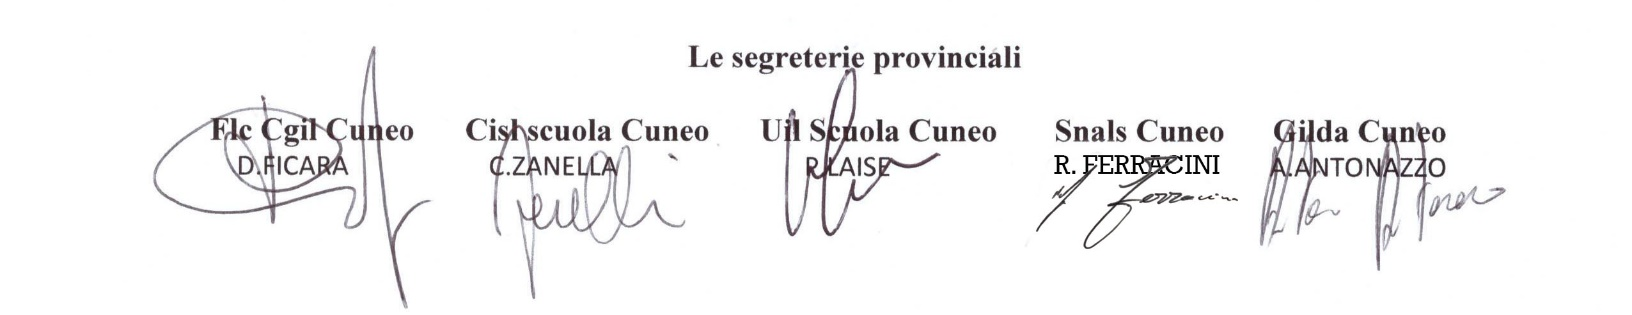 Le segreterie provinciali
Flc Cgil Cuneo Cisl scuola Cuneo Uil Scuola Cuneo Snals Cuneo Gilda Cuneo
D.FICARA C.ZANELLA R.LAISE R. FERRACINI A.ANTONAZZO